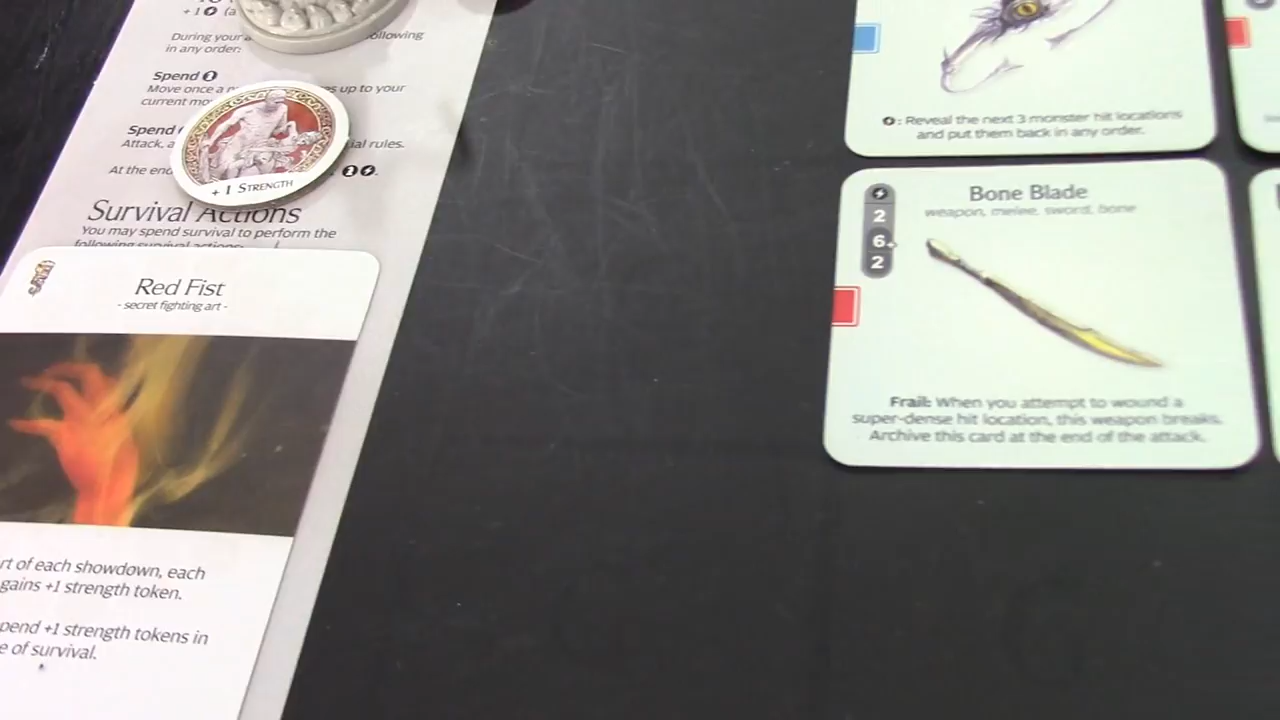 +1 (a
During your a ollowing
in any order:
Spend 2
Move once a es up to your
current mo
Spend
Attack, a ial rules.
At the end 2
+ 1 STRENGTH
Survival Actions
You may spend survival to perform the
following survival actions:
Red Fist
- secret fighting art -
rt of each showdown, each
gains +1 strength token.
pend +1 strength tokens in
e of survival.
: Reveal the next 3 monster hit locations
and put them back in any order.
Bone Blade
weapon, melee, sword, bone
2
6+
2
Frail: When you attempt to wound a
super-dense hit location, this weapon breaks.
Archive this card at the end of the attack.